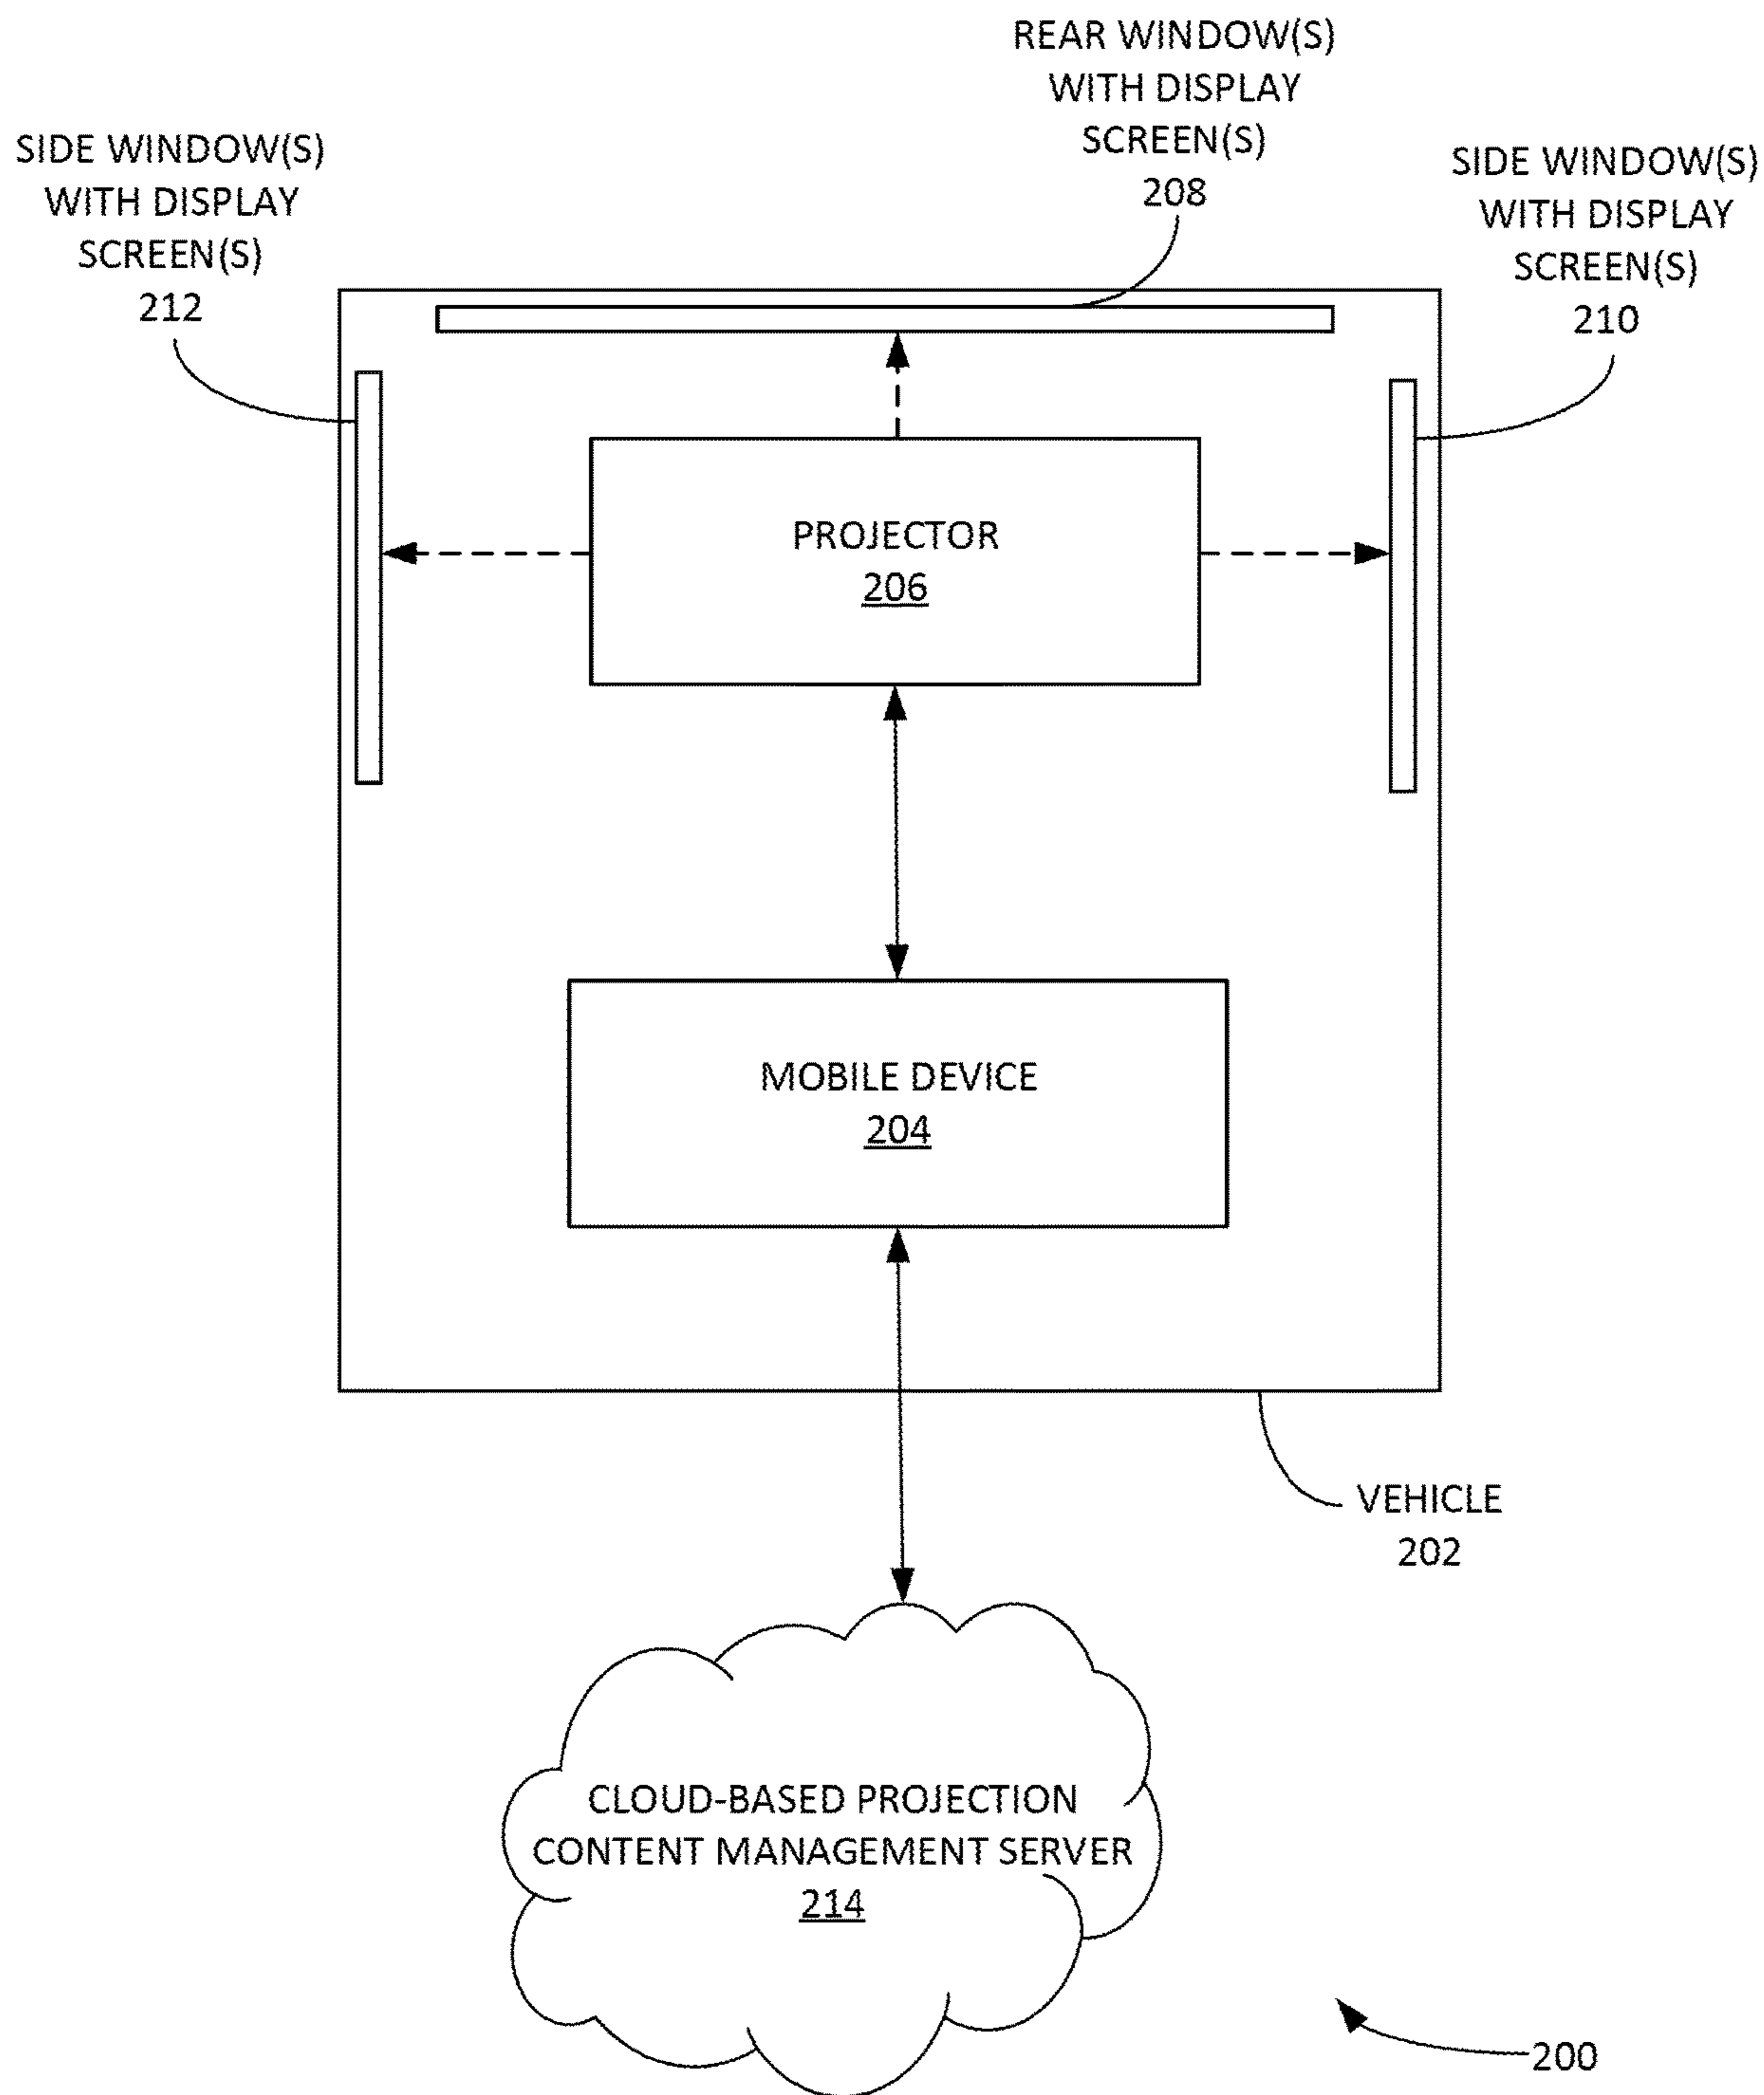 REAR WINDOW(S)
WITH DISPLAY
SCREEN(S)
208
SIDE WINDOW(S)
WITH DISPLAY
SCREEN(S)
212
SIDE WINDOW(S)
WITH DISPLAY
SCREEN(S)
210
PROJECTOR
206
MOBILE DEVICE
204
VEHICLE
202
CLOUD-BASED PROJECTION
CONTENT MANAGEMENT SERVER
214
200